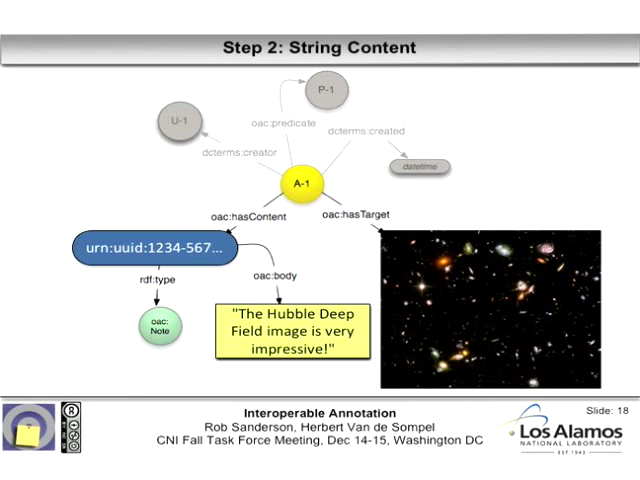 Step 2: String Content
P-1
U-1
oac:predicate
dcterms:created
dcterms:creator
datetime
A-1
oac:hasContent
oac:hasTarget
urn:uuid:1234-567...
rdf:type
oac:body
oac:
Note
"The Hubble Deep
Field image is very
impressive!"
Interoperable Annotation
Rob Sanderson, Herbert Van de Sompel
CNI Fall Task Force Meeting, Dec 14-15, Washington DC
Slide: 18
Los Alamos
NATIONAL LABORATORY
EST. 1943